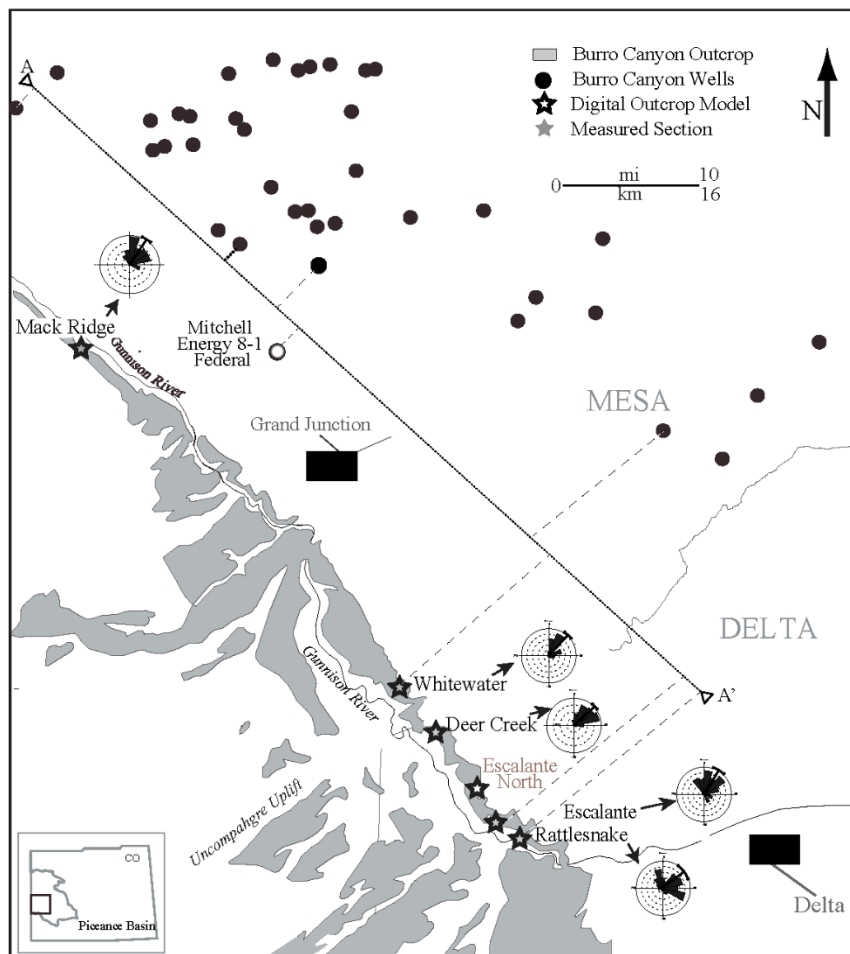 A
Burro Canyon Outcrop
Burro Canyon Wells
Digital Outcrop Model
Measured Section
N
mi
0
10
km
16
Mack Ridge
Gunnison River
Mitchell
Energy 8-1
Federal
Grand Junction
MESA
DELTA
A'
Whitewater
Gunnison River
Deer Creek
Escalante
North
Escalante
Rattlesnake
Uncompahgre Uplift
Delta
CO
Piceance Basin